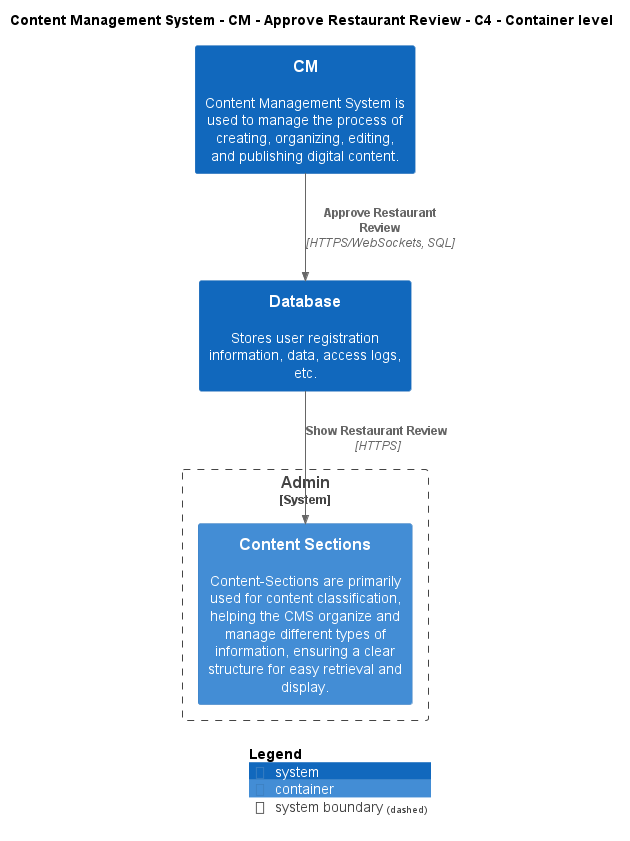 Content Management System - CM - Approve Restaurant Review - C4 - Container level
CM
Content Management System is
used to manage the process of
creating, organizing, editing,
and publishing digital content.
Approve Restaurant
Review
[HTTPS/WebSockets, SQL]
Database
Stores user registration
information, data, access logs,
etc.
Show Restaurant Review
[HTTPS]
Admin
[System]
Content Sections
Content-Sections are primarily
used for content classification,
helping the CMS organize and
manage different types of
information, ensuring a clear
structure for easy retrieval and
display.
Legend
system
container
system boundary (dashed)